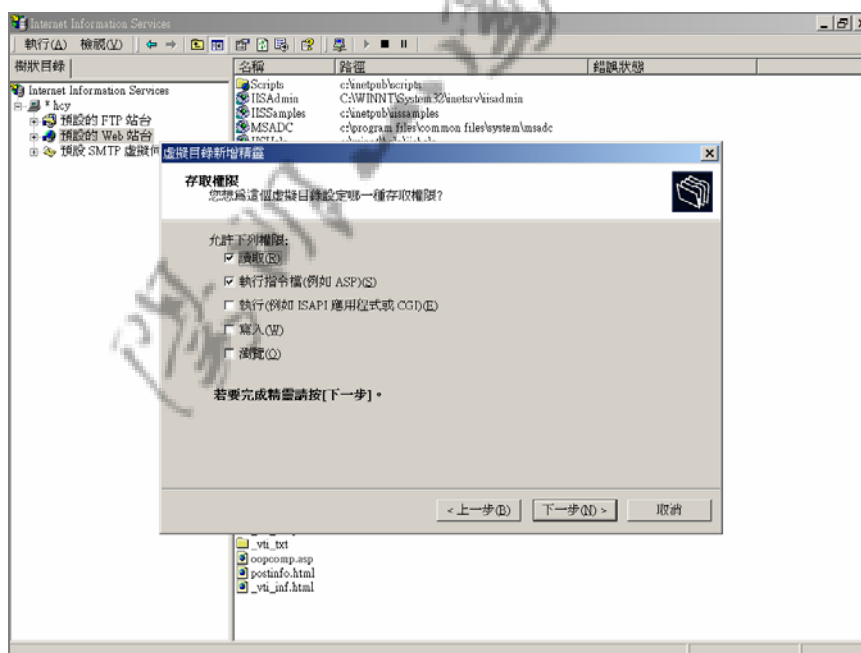 Internet Information Services
執行(A) 檢視(V)
樹狀目錄
名稱 路徑 錯誤狀態
Internet Information Services
* hcy
預設的 FTP 站台
預設的 Web 站台
預設 SMTP 虛擬伺
Scripts c:\inetpub\scripts
IISAdmin C:\WINNT\System32\inetsrv\iisadmin
IISSamples c:\inetpub\iissamples
MSADC c:\program files\common files\system\msadc
虛擬目錄新增精靈
存取權限
您想為這個虛擬目錄設定哪一種存取權限?
允許下列權限:
讀取(R)
執行指令檔(例如 ASP)(S)
執行(例如 ISAPI 應用程式或 CGI)(E)
寫入(W)
瀏覽(O)
若要完成精靈請按[下一步]。
<上一步(B) 下一步(N)> 取消
_vti_txt
oopcomp.asp
postinfo.html
_vti_inf.html